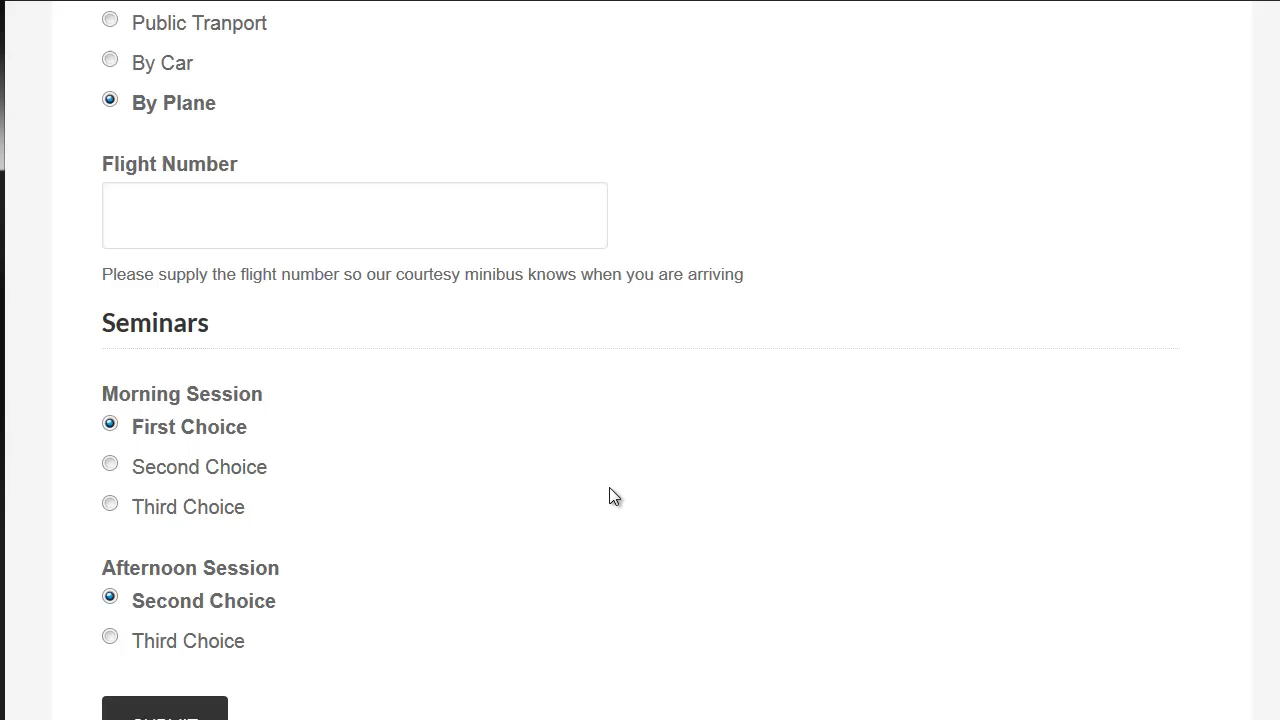 Public Tranport
By Car
By Plane
Flight Number
Please supply the flight number so our courtesy minibus knows when you are arriving
Seminars
Morning Session
First Choice
Second Choice
Third Choice
Afternoon Session
Second Choice
Third Choice
SUBMIT